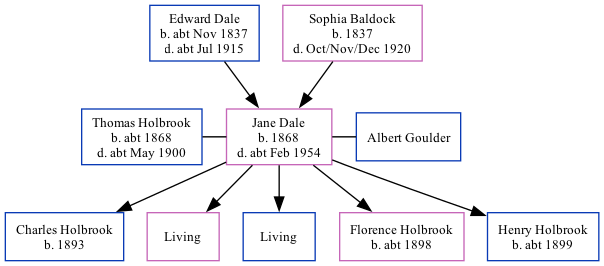 Edward Dale
b. abt Nov 1837
d. abt Jul 1915
Sophia Baldock
b. 1837
d. Oct/Nov/Dec 1920
Thomas Holbrook
b. abt 1868
d. abt May 1900
Jane Dale
b. 1868
d. abt Feb 1954
Albert Goulder
Charles Holbrook
b. 1893
Living
Living
Florence Holbrook
b. abt 1898
Henry Holbrook
b. abt 1899